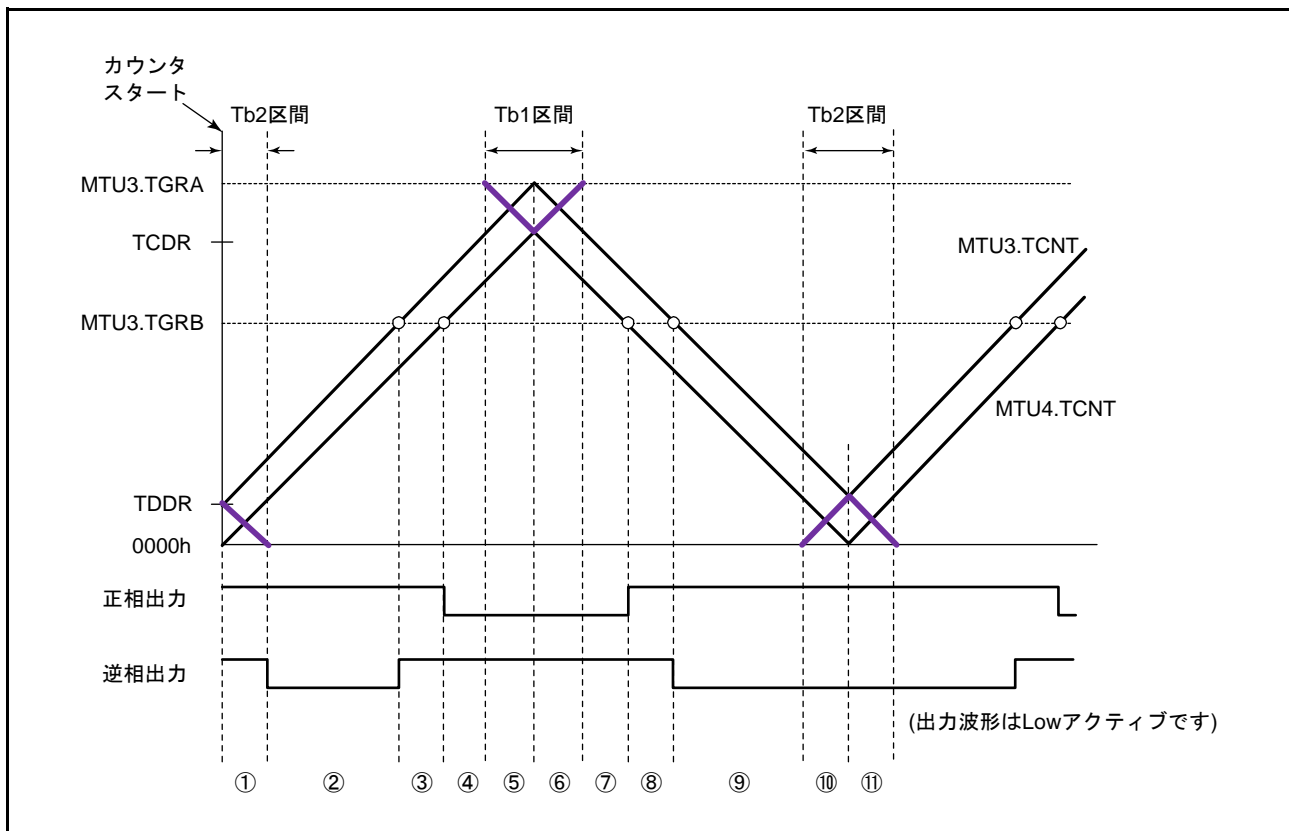 カウンタ
スタート
Tb2区間
Tb1区間
Tb2区間
MTU3.TGRA
TCDR
MTU3.TCNT
MTU3.TGRB
MTU4.TCNT
TDDR
0000h
正相出力
逆相出力
(出力波形はLowアクティブです)
① ② ③ ④ ⑤ ⑥ ⑦ ⑧ ⑨ ⑩ ⑪